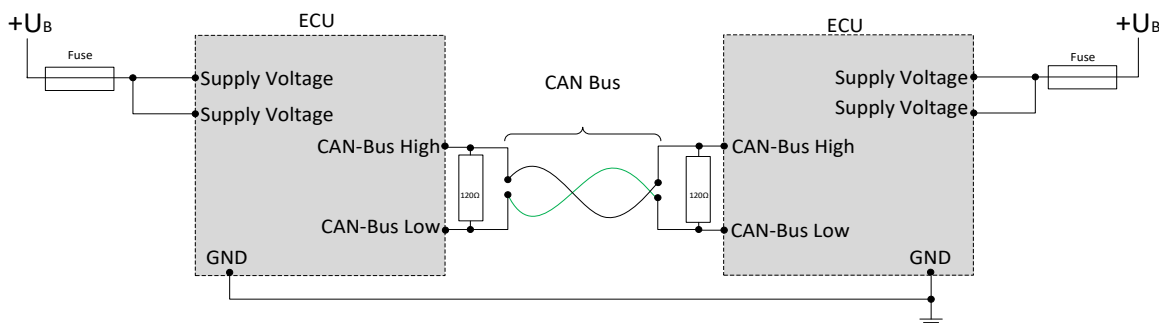 +UB
ECU
ECU
+UB
Fuse
Fuse
Supply Voltage
Supply Voltage
CAN Bus
Supply Voltage
Supply Voltage
CAN-Bus High
CAN-Bus High
120Ω
120Ω
CAN-Bus Low
CAN-Bus Low
GND
GND